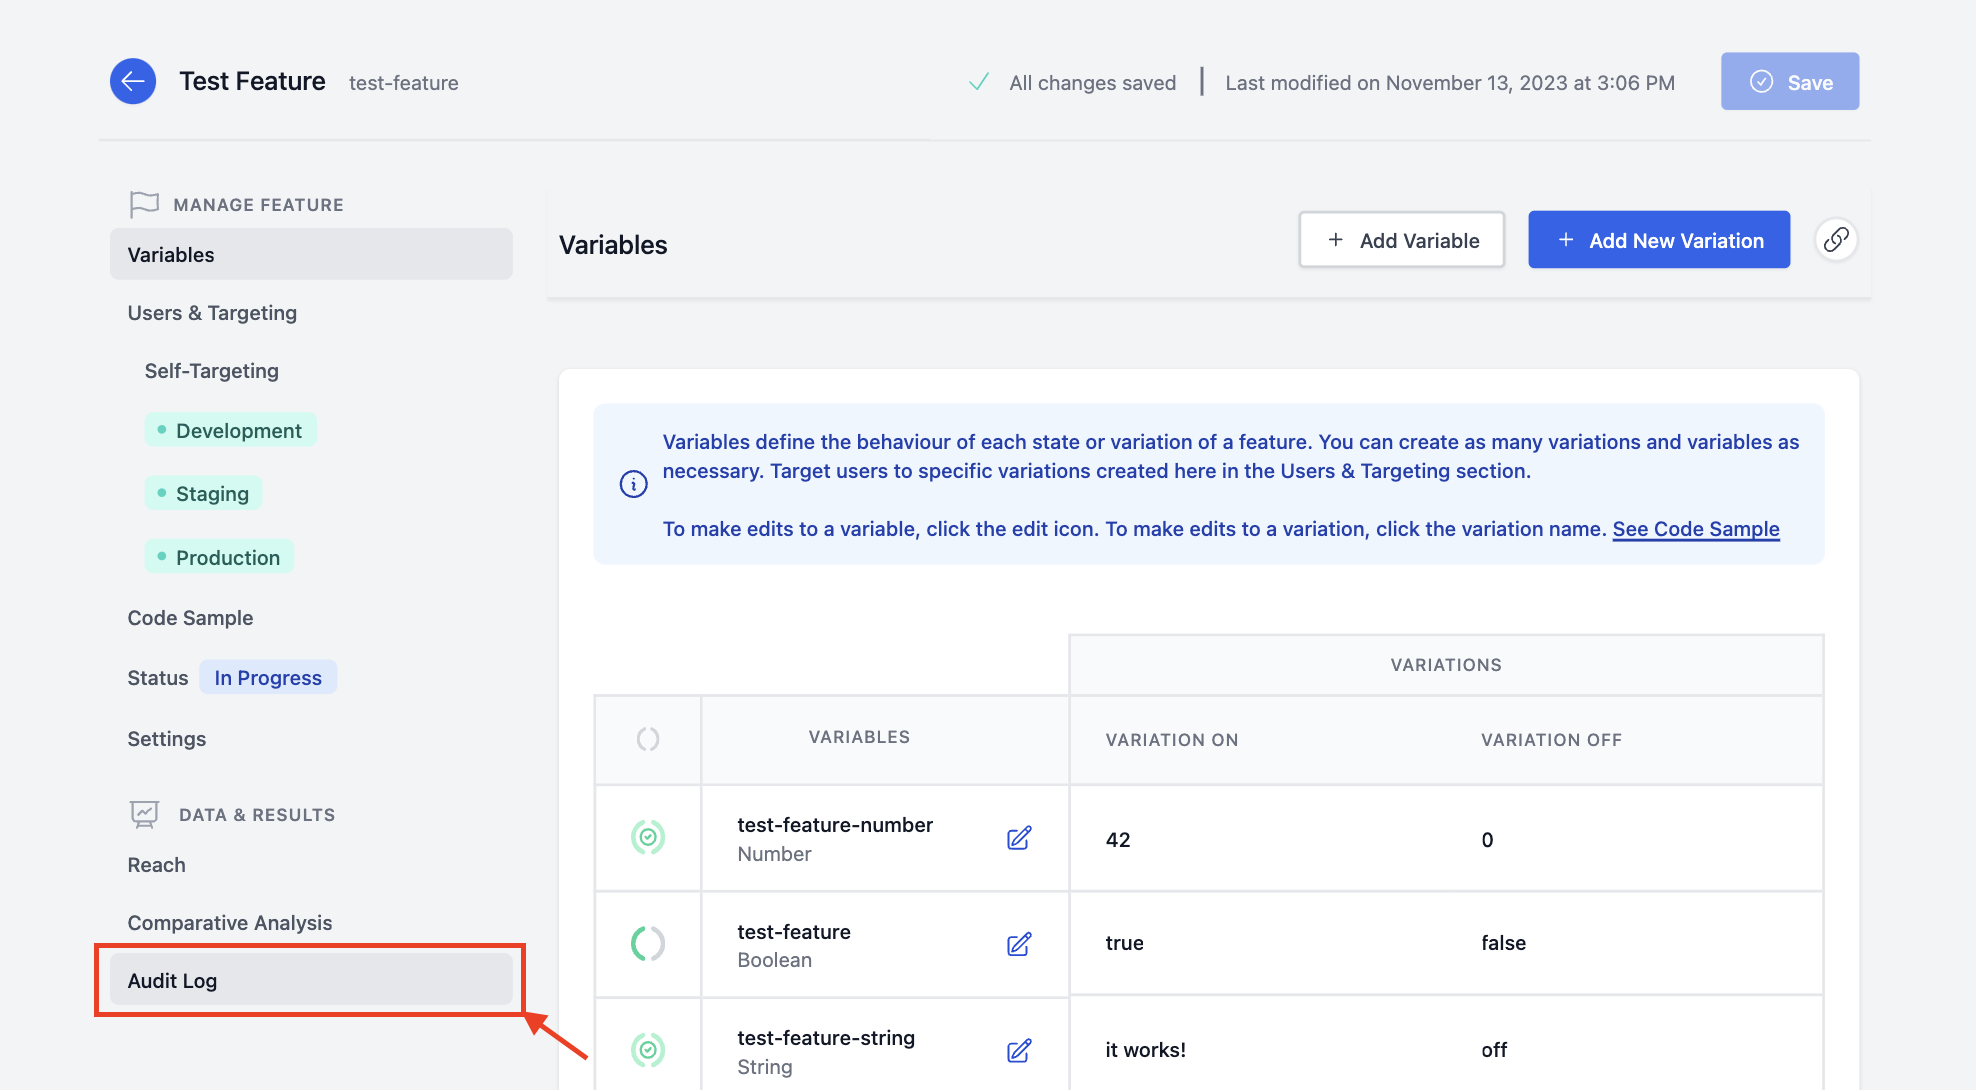 Test Feature test-feature
All changes saved Last modified on November 13, 2023 at 3:06 PM Save
MANAGE FEATURE
Variables
Users & Targeting
Self-Targeting
Development
Staging
Production
Code Sample
Status In Progress
Settings
DATA & RESULTS
Reach
Comparative Analysis
Audit Log
Variables
+ Add Variable
+ Add New Variation
Variables define the behaviour of each state or variation of a feature. You can create as many variations and variables as
necessary. Target users to specific variations created here in the Users & Targeting section.
To make edits to a variable, click the edit icon. To make edits to a variation, click the variation name. See Code Sample
VARIATIONS
VARIABLES VARIATION ON VARIATION OFF
test-feature-number
Number
42 0
test-feature
Boolean
true false
test-feature-string
String
it works! off